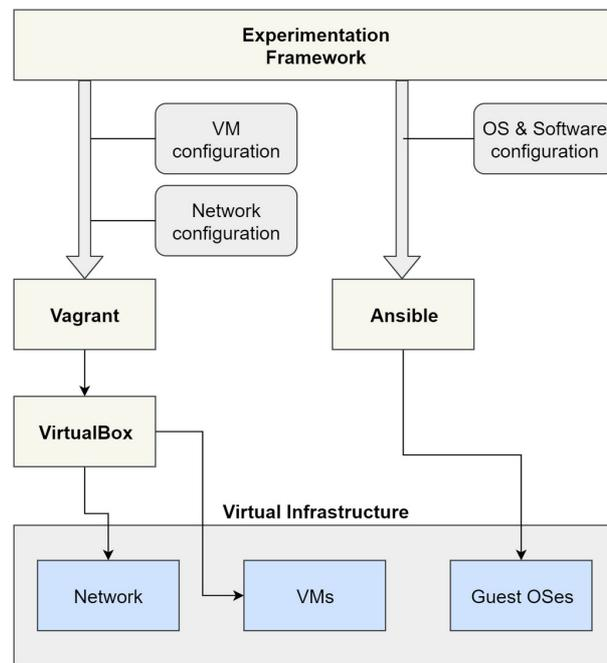 Experimentation
Framework
VM
configuration
OS & Software
configuration
Network
configuration
Vagrant
Ansible
VirtualBox
Virtual Infrastructure
Network
VMs
Guest OSes